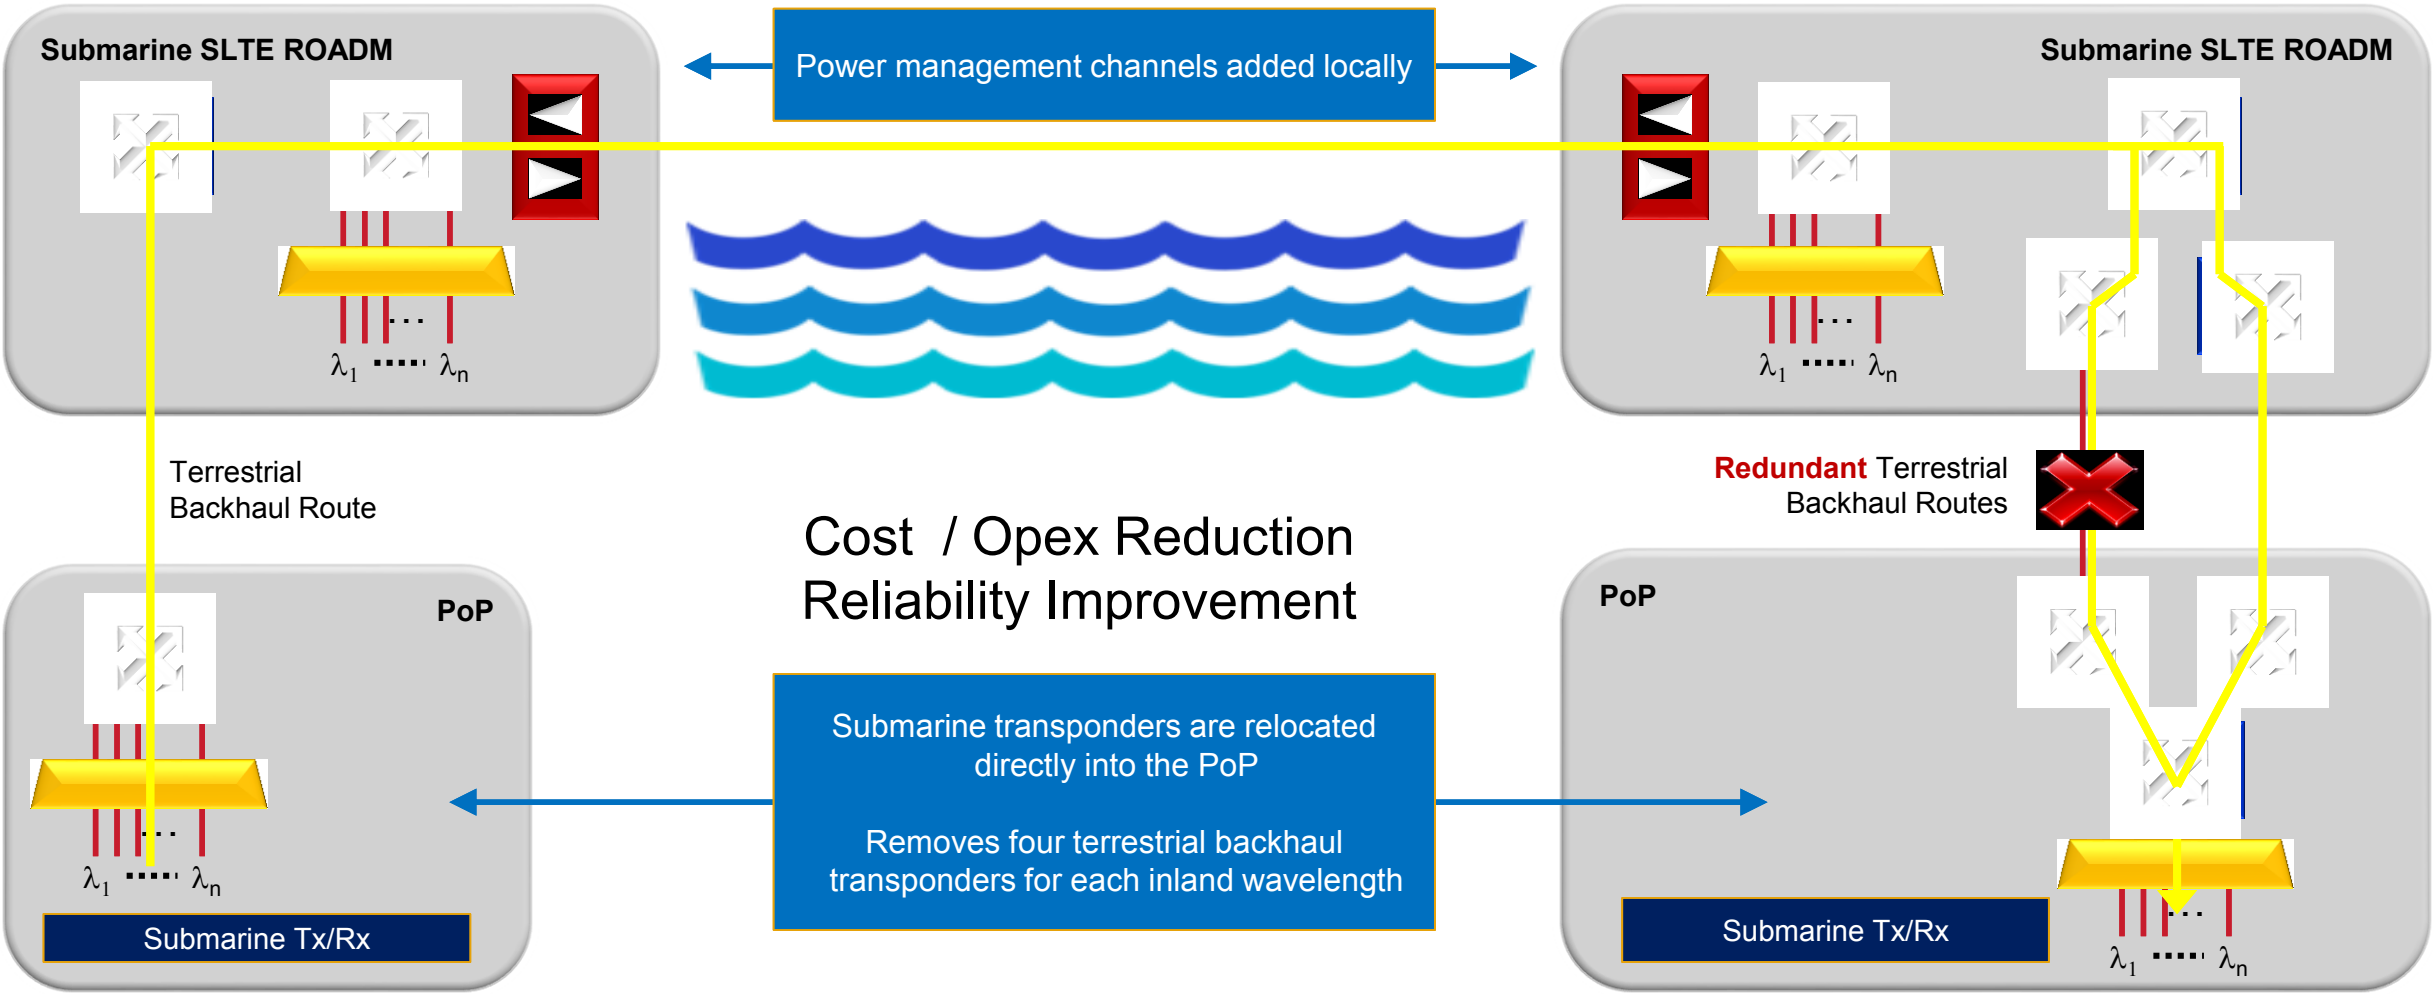 Submarine SLTE ROADM
Power management channels added locally
Submarine SLTE ROADM
...
λ1 ..... λn
...
λ1 ..... λn
Terrestrial
Backhaul Route
Redundant Terrestrial
Backhaul Routes
Cost / Opex Reduction
Reliability Improvement
PoP
PoP
Submarine transponders are relocated
directly into the PoP
Removes four terrestrial backhaul
transponders for each inland wavelength
...
λ1 ..... λn
Submarine Tx/Rx
Submarine Tx/Rx
...
λ1 ..... λn